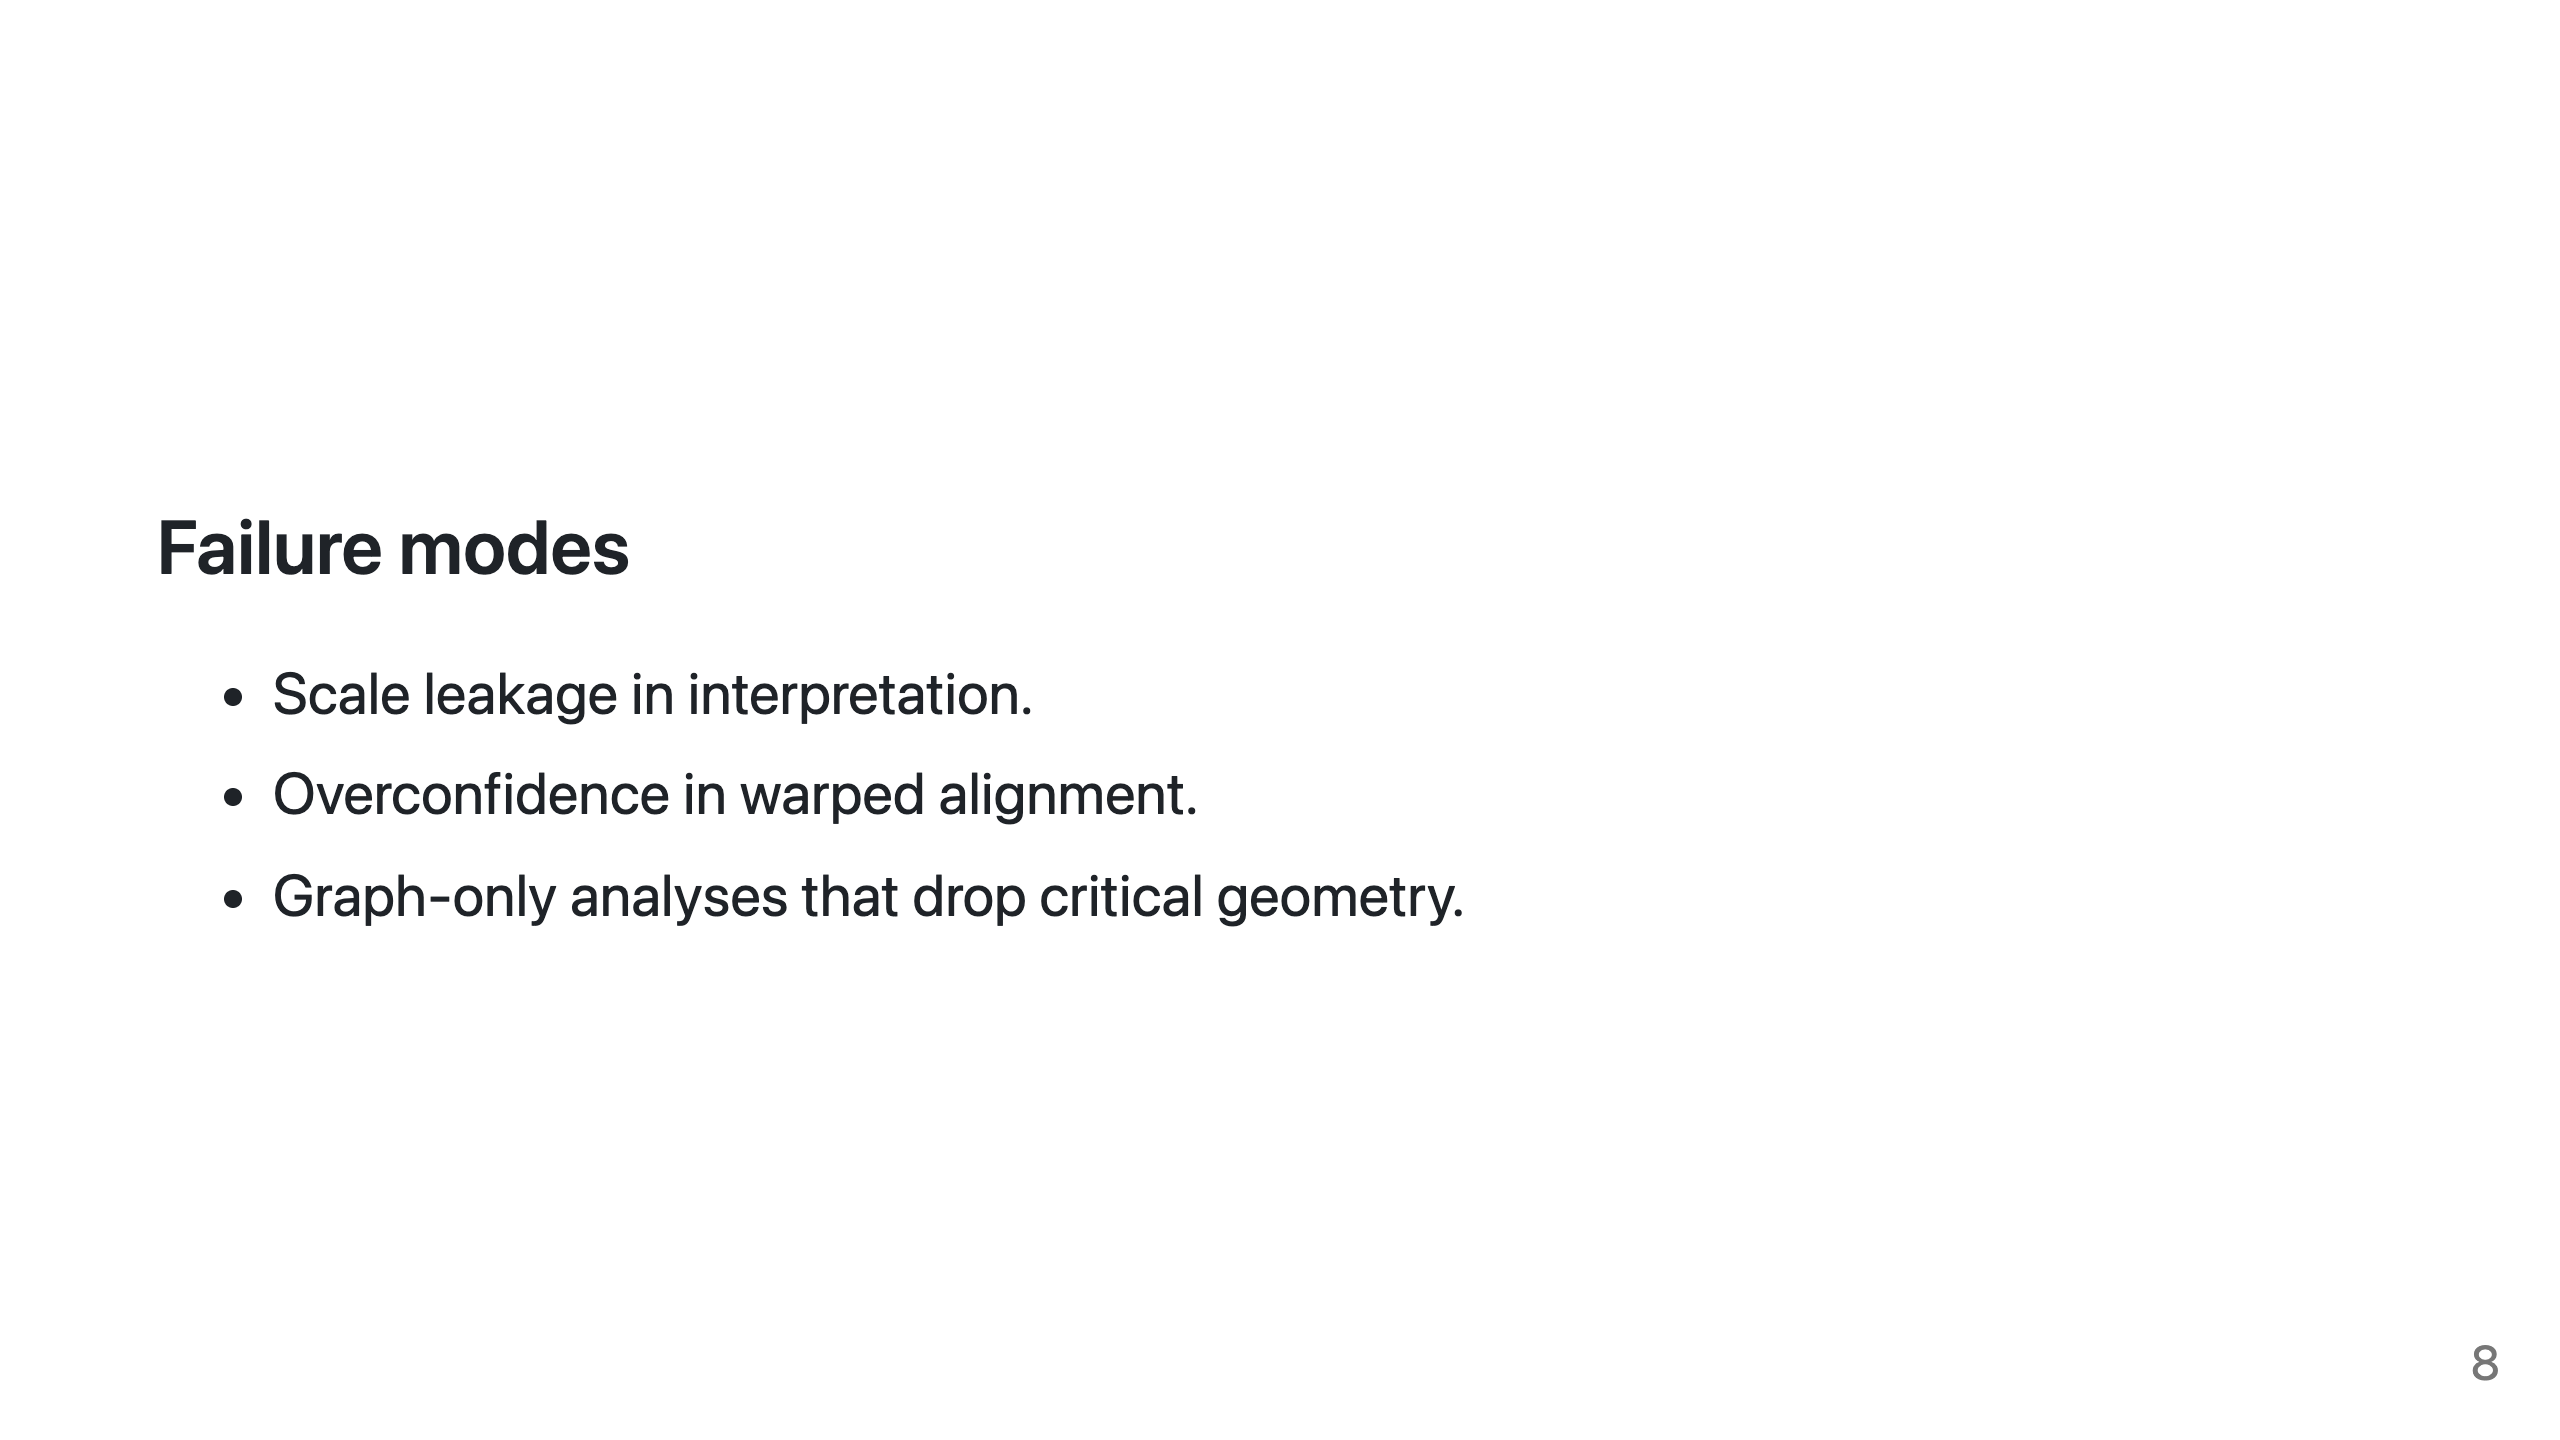 Failure modes
• Scale leakage in interpretation.
• Overconfidence in warped alignment.
• Graph-only analyses that drop critical geometry.
8